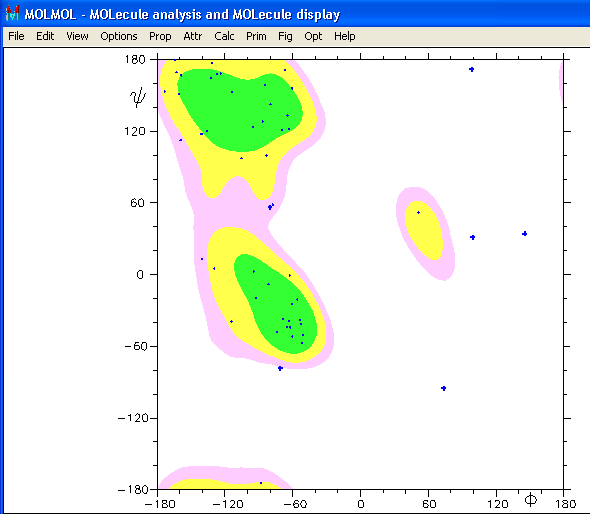 MOLMOL - MOLecule analysis and MOLecule display
File Edit View Options Prop Attr Calc Prim Fig Opt Help
180
ψ
120
60
0
−60
−120
−180
−180 −120 −60 0 60 120 Φ 180